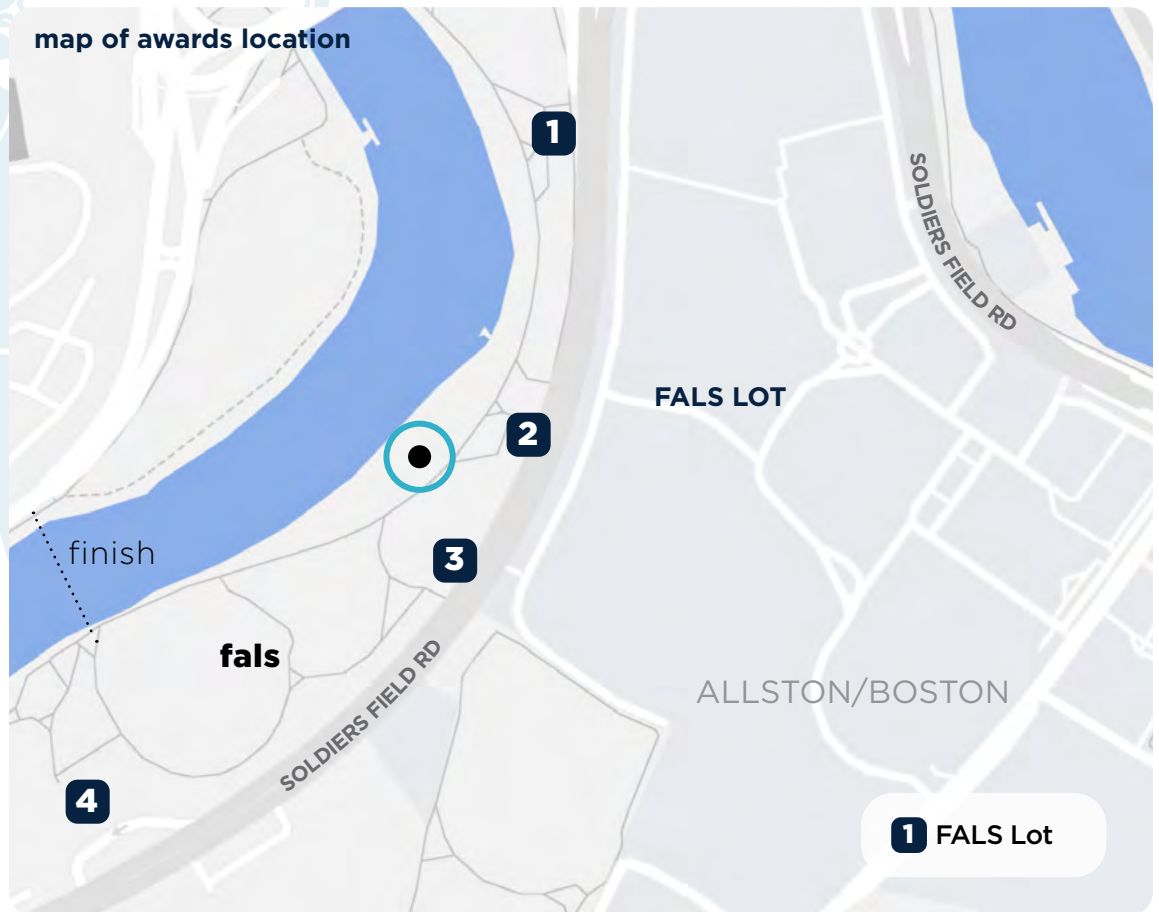 map of awards location
1
SOLDIERS FIELD RD
FALS LOT
2
finish
3
fals
SOLDIERS FIELD RD
ALLSTON/BOSTON
4
1 FALS Lot